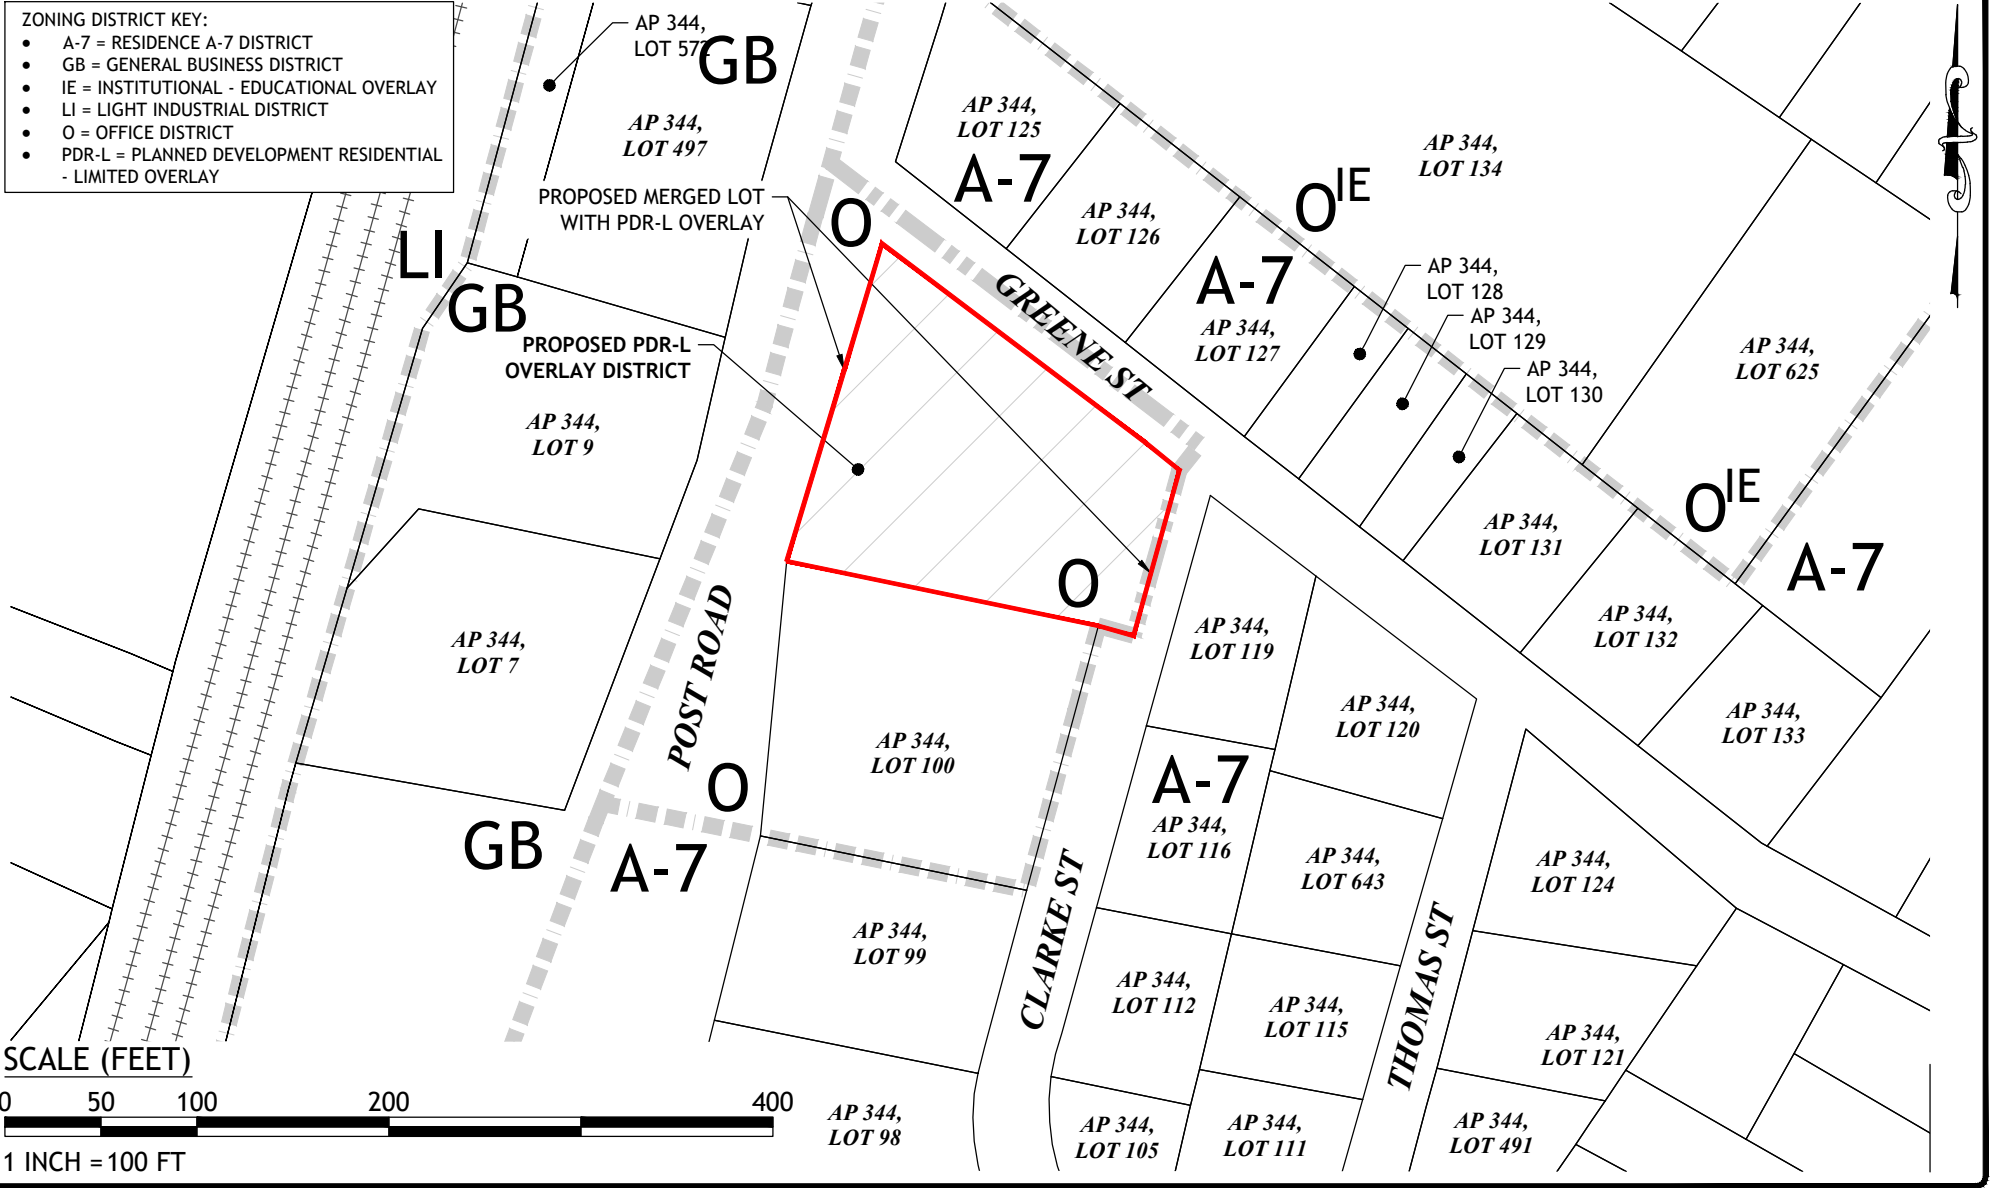 ZONING DISTRICT KEY:
• A-7 = RESIDENCE A-7 DISTRICT
• GB = GENERAL BUSINESS DISTRICT
• IE = INSTITUTIONAL - EDUCATIONAL OVERLAY
• LI = LIGHT INDUSTRIAL DISTRICT
• O = OFFICE DISTRICT
• PDR-L = PLANNED DEVELOPMENT RESIDENTIAL
- LIMITED OVERLAY
AP 344,
LOT 572
GB
AP 344,
LOT 497
AP 344,
LOT 125
A-7
AP 344,
LOT 134
PROPOSED MERGED LOT
WITH PDR-L OVERLAY
O
AP 344,
LOT 126
O IE
LI
GB
GREENE ST
A-7
AP 344,
LOT 127
AP 344,
LOT 128
AP 344,
LOT 129
AP 344,
LOT 130
AP 344,
LOT 625
PROPOSED PDR-L
OVERLAY DISTRICT
AP 344,
LOT 9
O IE
AP 344,
LOT 131
A-7
O
AP 344,
LOT 7
POST ROAD
AP 344,
LOT 119
AP 344,
LOT 132
AP 344,
LOT 120
AP 344,
LOT 133
AP 344,
LOT 100
O
A-7
AP 344,
LOT 116
GB
A-7
AP 344,
LOT 643
AP 344,
LOT 124
CLARKE ST
AP 344,
LOT 99
THOMAS ST
AP 344,
LOT 112
AP 344,
LOT 115
AP 344,
LOT 121
SCALE (FEET)
0 50 100 200 400
1 INCH = 100 FT
AP 344,
LOT 98
AP 344,
LOT 105
AP 344,
LOT 111
AP 344,
LOT 491